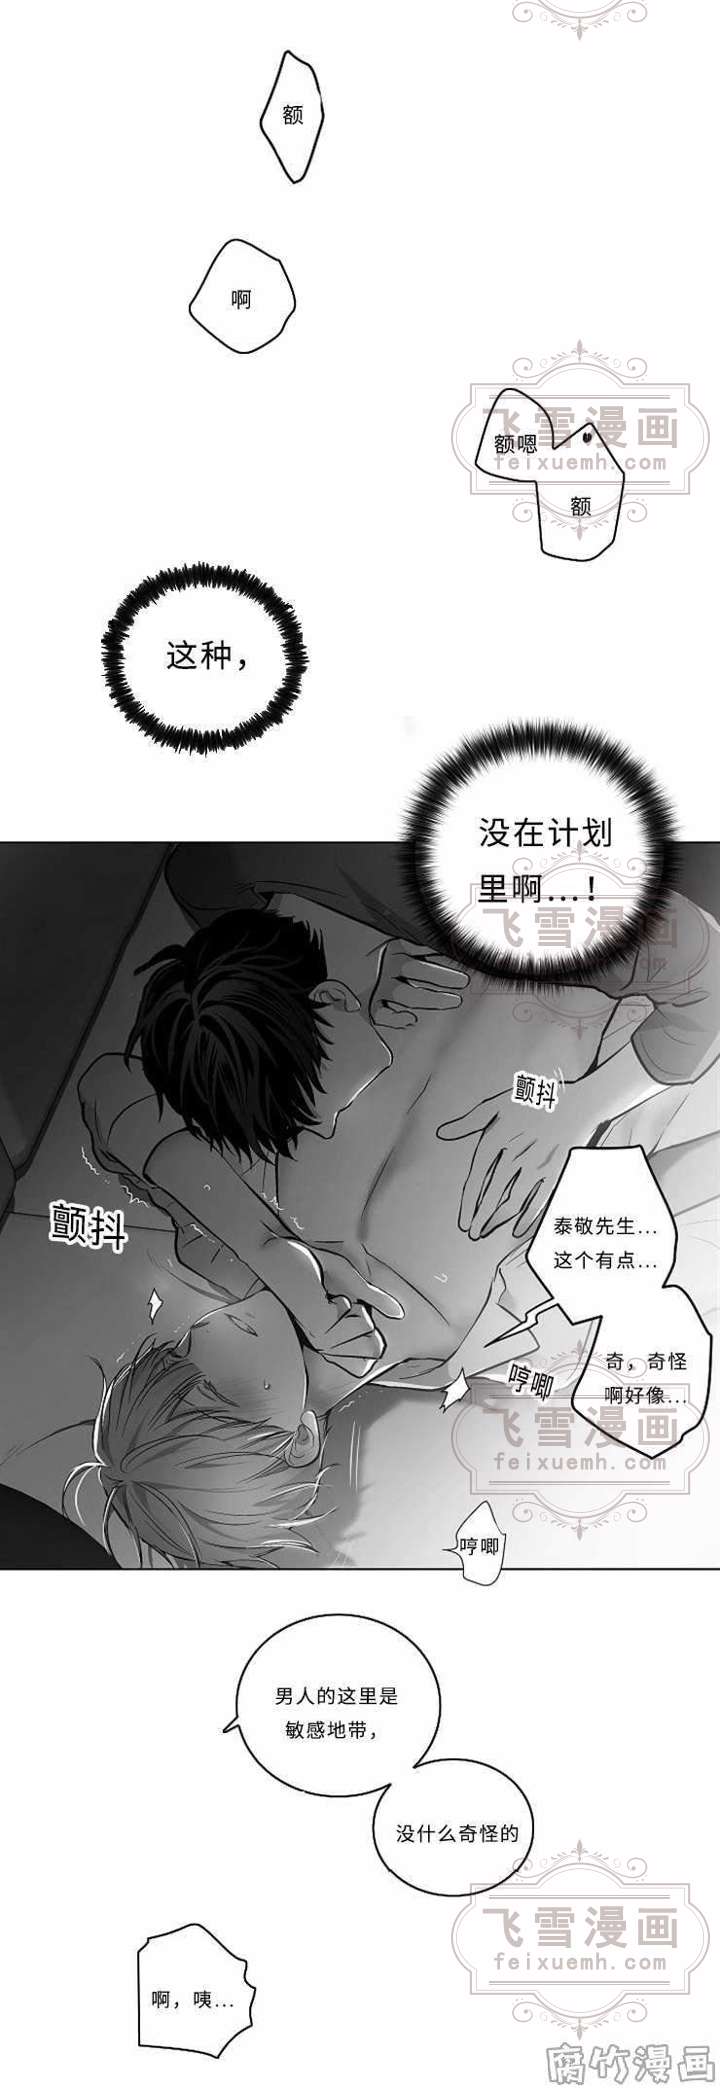 额
啊
飞雪漫画
feixuemh.com
额嗯
额
这种，
没在计划
里啊...！
飞雪漫画
feixuemh.com
颤抖
颤抖
泰敬先生...
这个有点...
奇，奇怪
啊好像...
哼唧
飞雪漫画
feixuemh.com
哼唧
男人的这里是
敏感地带，
没什么奇怪的
飞雪漫画
feixuemh.com
啊，咦...
腐竹漫画